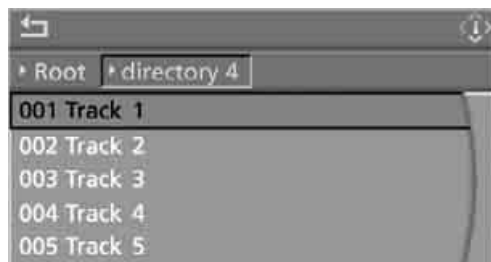 Root directory 4
001 Track 1
002 Track 2
003 Track 3
004 Track 4
005 Track 5